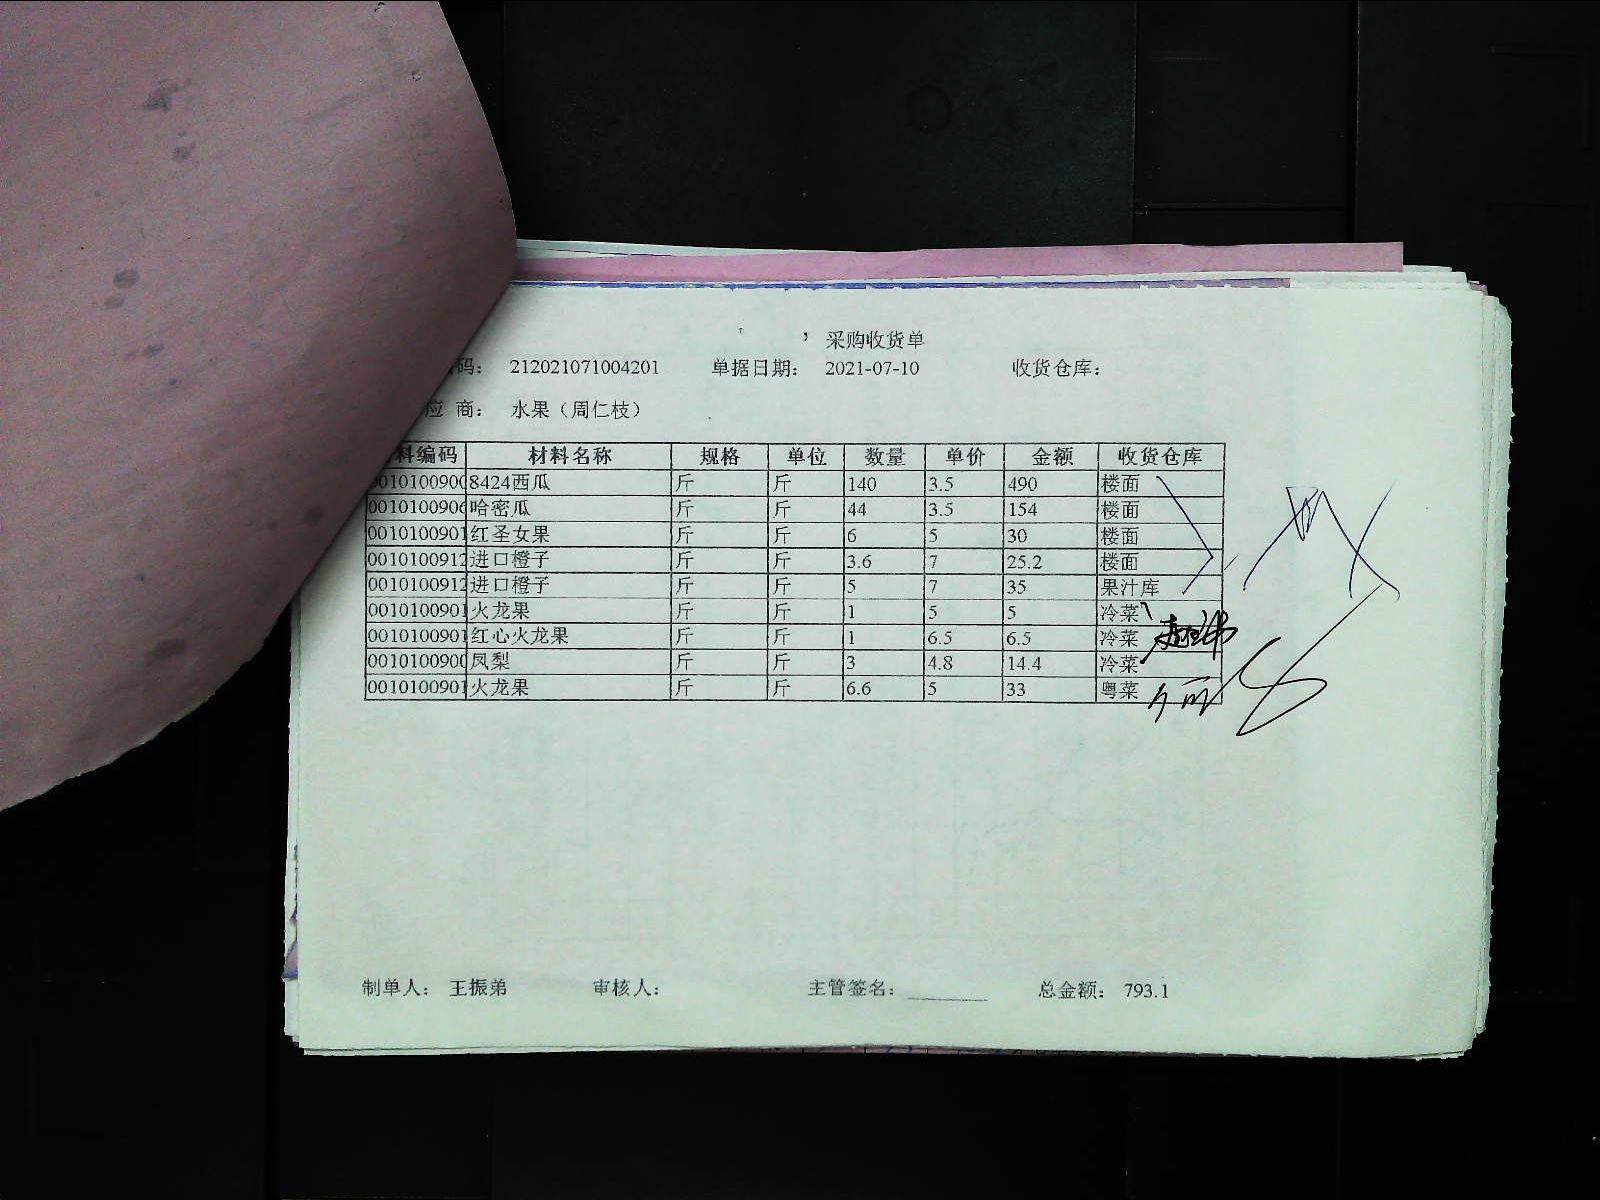 采购收货单
码： 212021071004201 单据日期： 2021-07-10 收货仓库：
应 商： 水果（周仁枝）
料编码 材料名称 规格 单位 数量 单价 金额 收货仓库
0010100900 8424西瓜 斤 斤 140 3.5 490 楼面
0010100906 哈密瓜 斤 斤 44 3.5 154 楼面
0010100901 红圣女果 斤 斤 6 5 30 楼面
0010100912 进口橙子 斤 斤 3.6 7 25.2 楼面
0010100912 进口橙子 斤 斤 5 7 35 果汁库
0010100901 火龙果 斤 斤 1 5 5 冷菜
0010100901 红心火龙果 斤 斤 1 6.5 6.5 冷菜
0010100900 凤梨 斤 斤 3 4.8 14.4 冷菜
0010100901 火龙果 斤 斤 6.6 5 33 粤菜
制单人： 王振弟 审核人： 主管签名： 总金额： 793.1